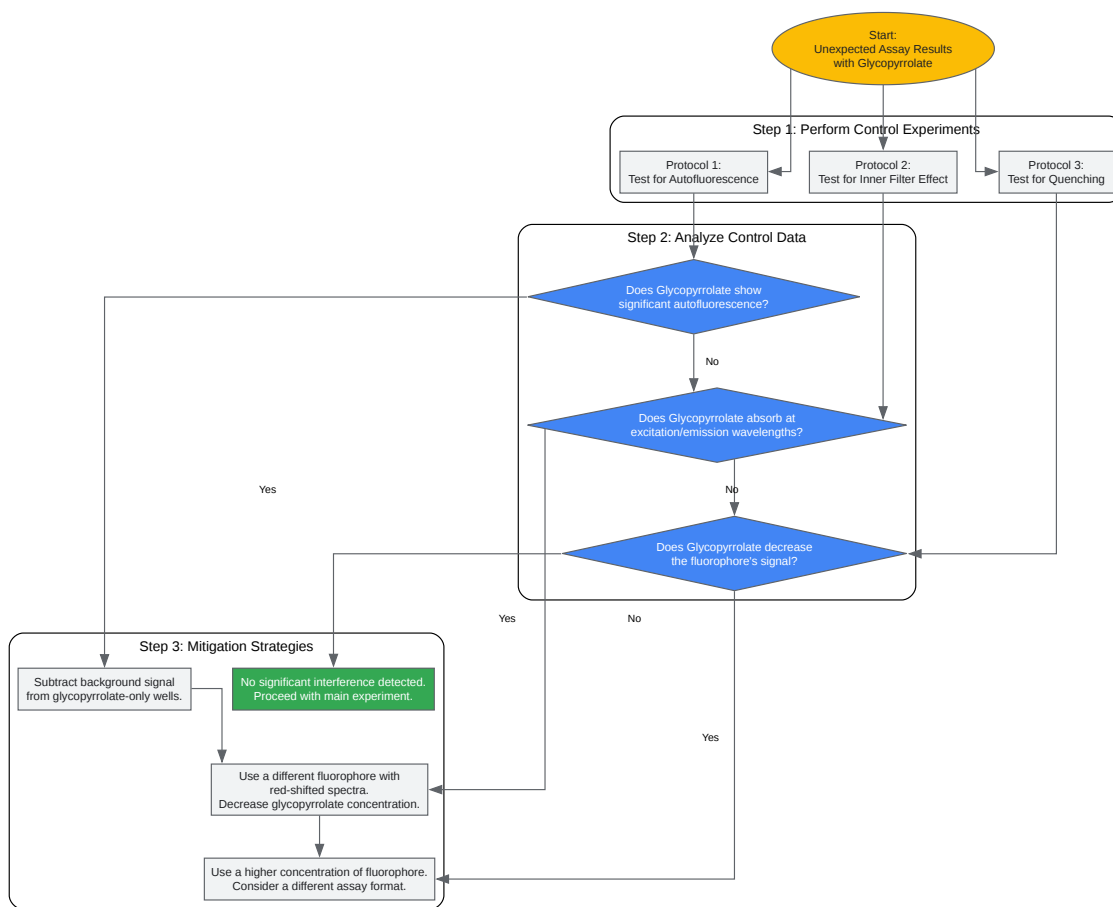 Start:
Unexpected Assay Results
with Glycopyrrolate
Step 1: Perform Control Experiments
Protocol 1:
Test for Autofluorescence
Protocol 2:
Test for Inner Filter Effect
Protocol 3:
Test for Quenching
Step 2: Analyze Control Data
Does Glycopyrrolate show
significant autofluorescence?
No
Does Glycopyrrolate absorb at
excitation/emission wavelengths?
Yes
No
Does Glycopyrrolate decrease
the fluorophore's signal?
Yes
No
Step 3: Mitigation Strategies
Subtract background signal
from glycopyrrolate-only wells.
No significant interference detected.
Proceed with main experiment.
Yes
Use a different fluorophore with
red-shifted spectra.
Decrease glycopyrrolate concentration.
Use a higher concentration of fluorophore.
Consider a different assay format.